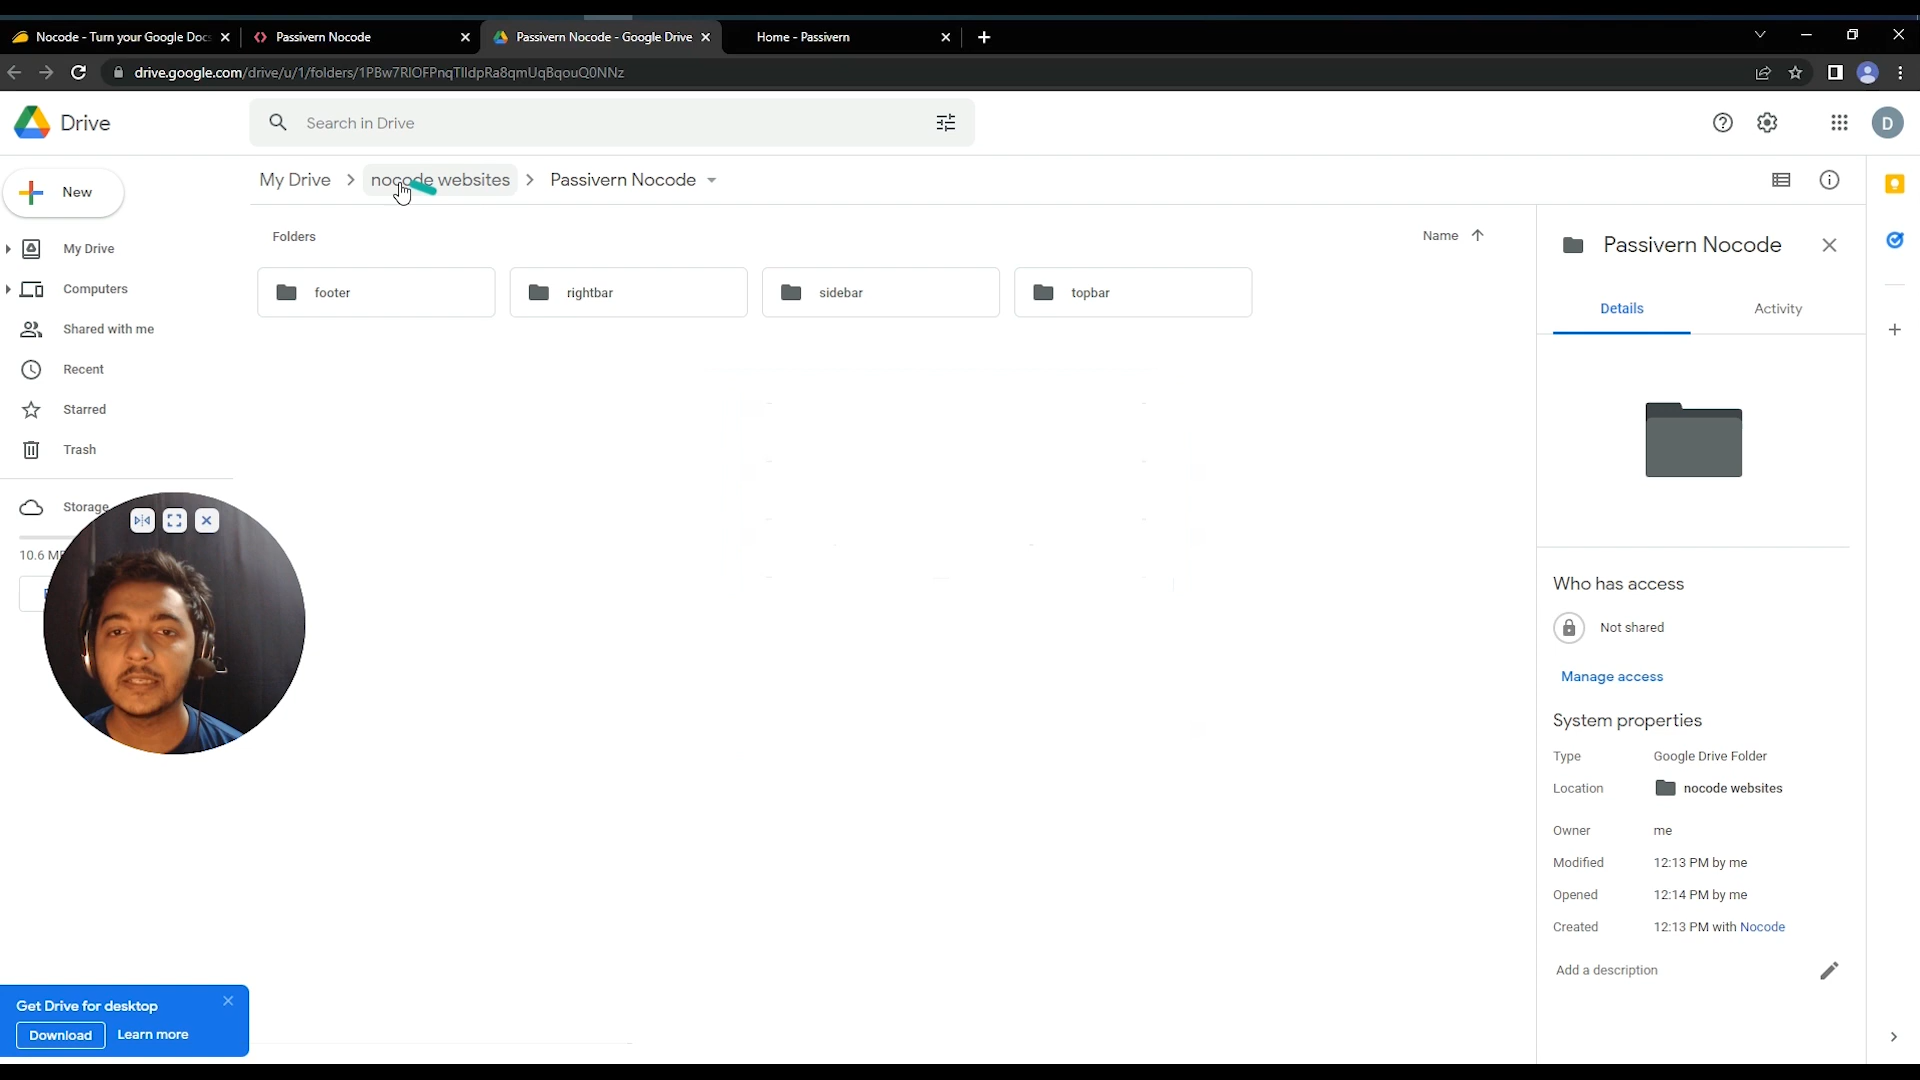 Nocode - Turn your Google Docs
Passivern Nocode
Passivern Nocode - Google Drive
Home - Passivern
drive.google.com/drive/u/1/folders/1PBw7RIOFPnqTIldpRa8qmUqBqouQ0NNz
Drive
Search in Drive
D
New
My Drive
nocode websites
Passivern Nocode
My Drive
Computers
Shared with me
Recent
Starred
Trash
Storage
10.6 M
Folders
Name
footer
rightbar
sidebar
topbar
Passivern Nocode
Details
Activity
Who has access
Not shared
Manage access
System properties
Type Google Drive Folder
Location nocode websites
Owner me
Modified 12:13 PM by me
Opened 12:14 PM by me
Created 12:13 PM with Nocode
Add a description
Get Drive for desktop
Download Learn more